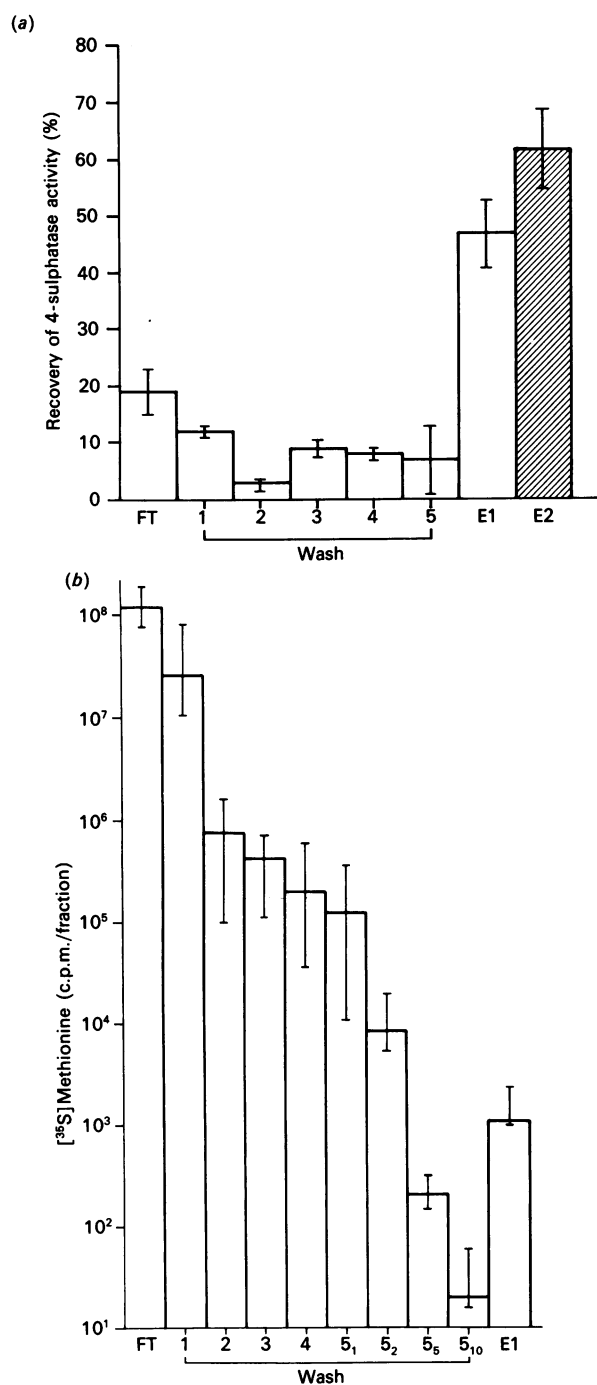 (a)
Recovery of 4-sulphatase activity (%)
80
70
60
50
40
30
20
10
0
FT 1 2 3 4 5 E1 E2
Wash
(b)
[³⁵S]Methionine (c.p.m./fraction)
10⁸
10⁷
10⁶
10⁵
10⁴
10³
10²
10¹
FT 1 2 3 4 5₁ 5₂ 5₅ 5₁₀ E1
Wash